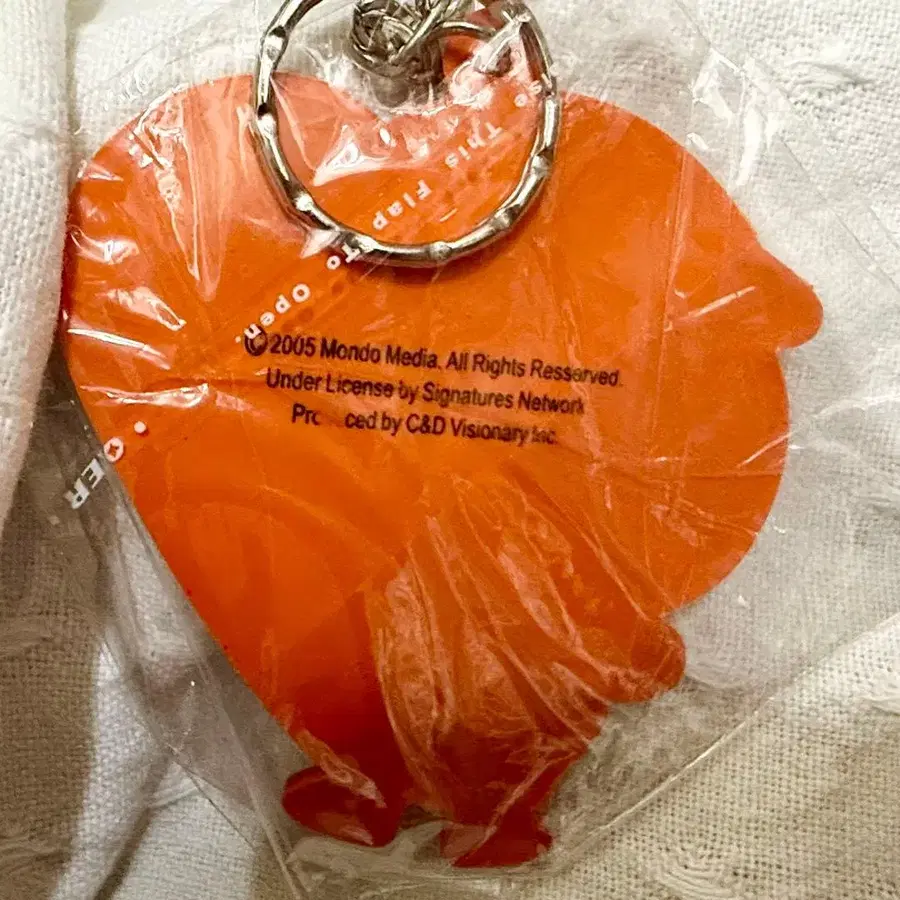 This Flap To Open.
©2005 Mondo Media. All Rights Resserved.
Under License by Signatures Network
Pro ced by C&D Visionary Inc.